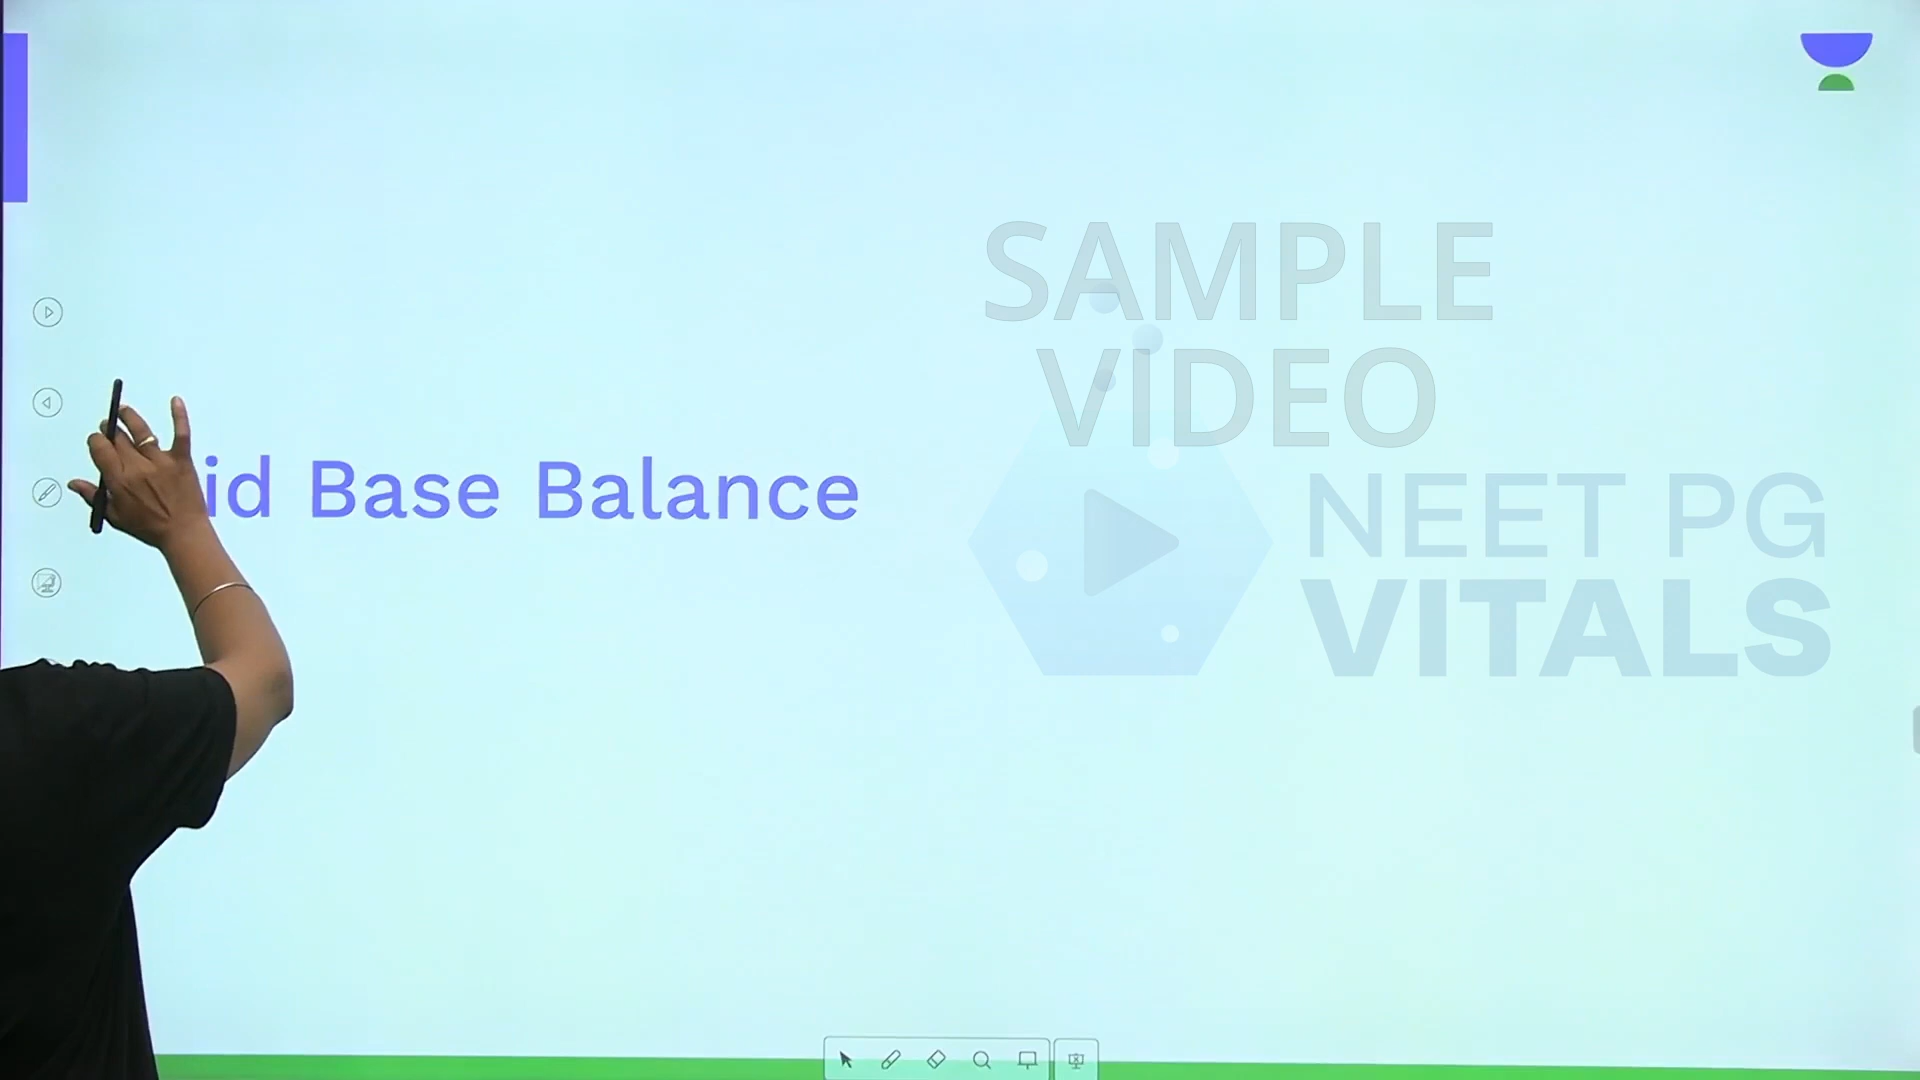 SAMPLE
VIDEO
id Base Balance
NEET PG
VITALS